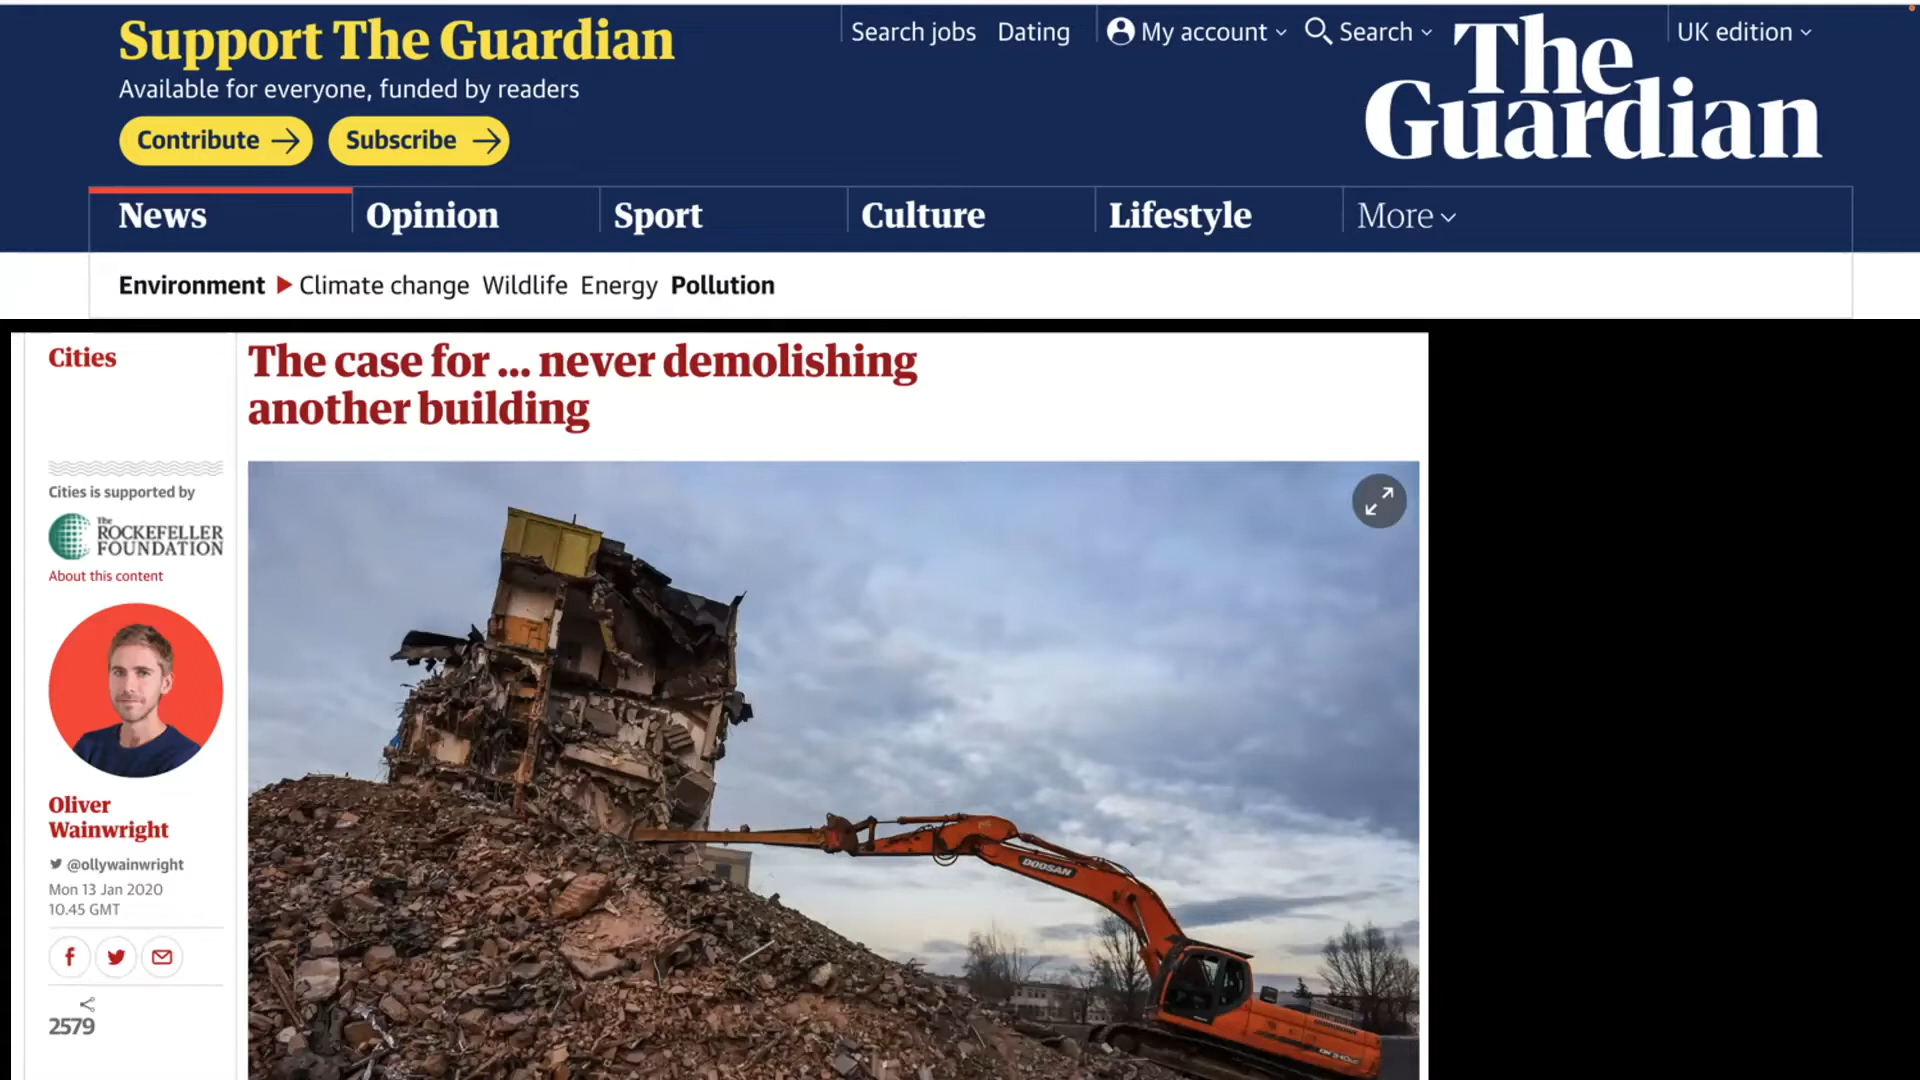 Support The Guardian
Available for everyone, funded by readers
Contribute
Subscribe
Search jobs
Dating
My account
Search
UK edition
The
Guardian
News
Opinion
Sport
Culture
Lifestyle
More
Environment
Climate change
Wildlife
Energy
Pollution
Cities
The case for ... never demolishing
another building
Cities is supported by
The
ROCKEFELLER
FOUNDATION
About this content
Oliver
Wainwright
@ollywainwright
Mon 13 Jan 2020
10.45 GMT
2579
DOOSAN